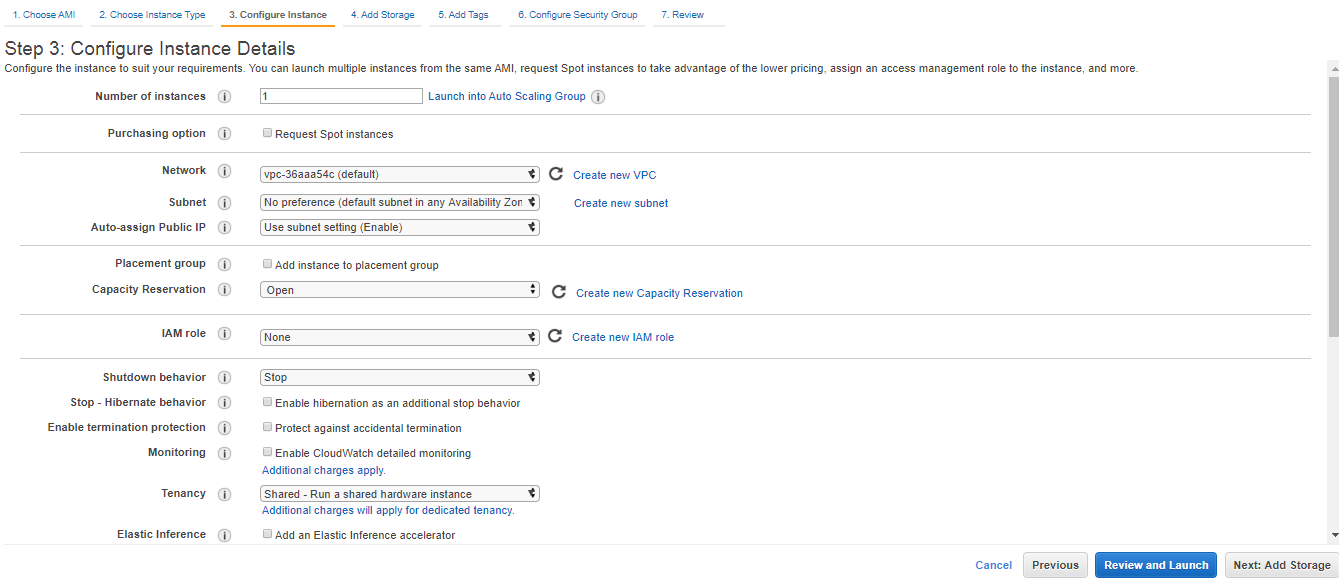 1. Choose AMI 2. Choose Instance Type 3. Configure Instance 4. Add Storage 5. Add Tags 6. Configure Security Group 7. Review
Step 3: Configure Instance Details
Configure the instance to suit your requirements. You can launch multiple instances from the same AMI, request Spot instances to take advantage of the lower pricing, assign an access management role to the instance, and more.
Number of instances i 1 Launch into Auto Scaling Group i
Purchasing option i Request Spot instances
Network i vpc-36aaa54c (default) Create new VPC
Subnet i No preference (default subnet in any Availability Zon Create new subnet
Auto-assign Public IP i Use subnet setting (Enable)
Placement group i Add instance to placement group
Capacity Reservation i Open Create new Capacity Reservation
IAM role i None Create new IAM role
Shutdown behavior i Stop
Stop - Hibernate behavior i Enable hibernation as an additional stop behavior
Enable termination protection i Protect against accidental termination
Monitoring i Enable CloudWatch detailed monitoring
Additional charges apply.
Tenancy i Shared - Run a shared hardware instance
Additional charges will apply for dedicated tenancy.
Elastic Inference i Add an Elastic Inference accelerator
Cancel Previous Review and Launch Next: Add Storage